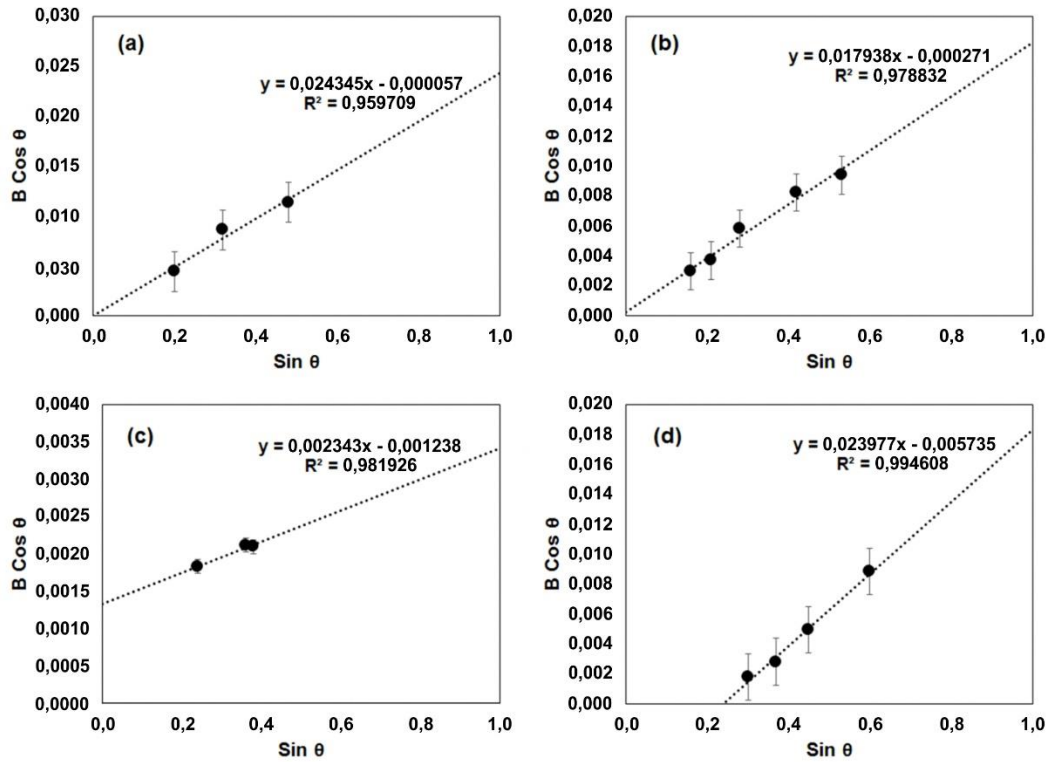 (a)
y = 0,024345x - 0,000057
R² = 0,959709
B Cos θ
0,030
0,025
0,020
0,015
0,010
0,030
0,000
0,0 0,2 0,4 0,6 0,8 1,0
Sin θ
(b)
y = 0,017938x - 0,000271
R² = 0,978832
B Cos θ
0,020
0,018
0,016
0,014
0,012
0,010
0,008
0,006
0,004
0,002
0,000
0,0 0,2 0,4 0,6 0,8 1,0
Sin θ
(c)
y = 0,002343x - 0,001238
R² = 0,981926
B Cos θ
0,0040
0,0035
0,0030
0,0025
0,0020
0,0015
0,0010
0,0005
0,0000
0,0 0,2 0,4 0,6 0,8 1,0
Sin θ
(d)
y = 0,023977x - 0,005735
R² = 0,994608
B Cos θ
0,020
0,018
0,016
0,014
0,012
0,010
0,008
0,006
0,004
0,002
0,000
0,0 0,2 0,4 0,6 0,8 1,0
Sin θ